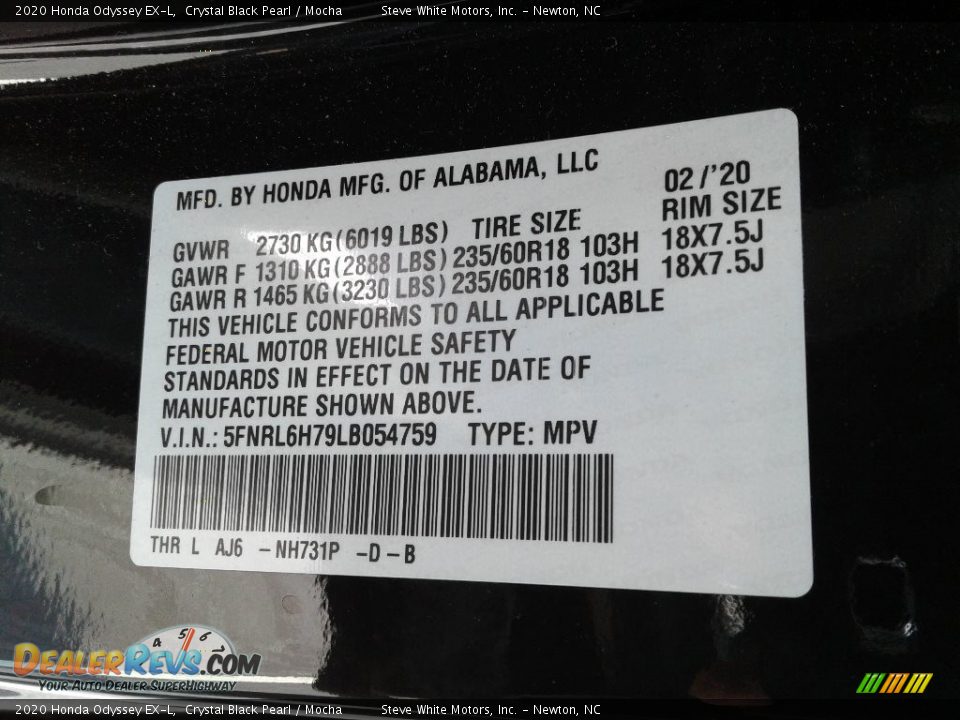 2020 Honda Odyssey EX-L, Crystal Black Pearl / Mocha Steve White Motors, Inc. - Newton, NC
MFD. BY HONDA MFG. OF ALABAMA, LLC 02/'20
GVWR 2730 KG (6019 LBS) TIRE SIZE RIM SIZE
GAWR F 1310 KG (2888 LBS) 235/60R18 103H 18X7.5J
GAWR R 1465 KG (3230 LBS) 235/60R18 103H 18X7.5J
THIS VEHICLE CONFORMS TO ALL APPLICABLE
FEDERAL MOTOR VEHICLE SAFETY
STANDARDS IN EFFECT ON THE DATE OF
MANUFACTURE SHOWN ABOVE.
V.I.N.: 5FNRL6H79LB054759 TYPE: MPV
THR L AJ6 -NH731P -D-B
4 5 6
DEALERREVS.COM
YOUR AUTO DEALER SUPERHIGHWAY
2020 Honda Odyssey EX-L, Crystal Black Pearl / Mocha Steve White Motors, Inc. - Newton, NC